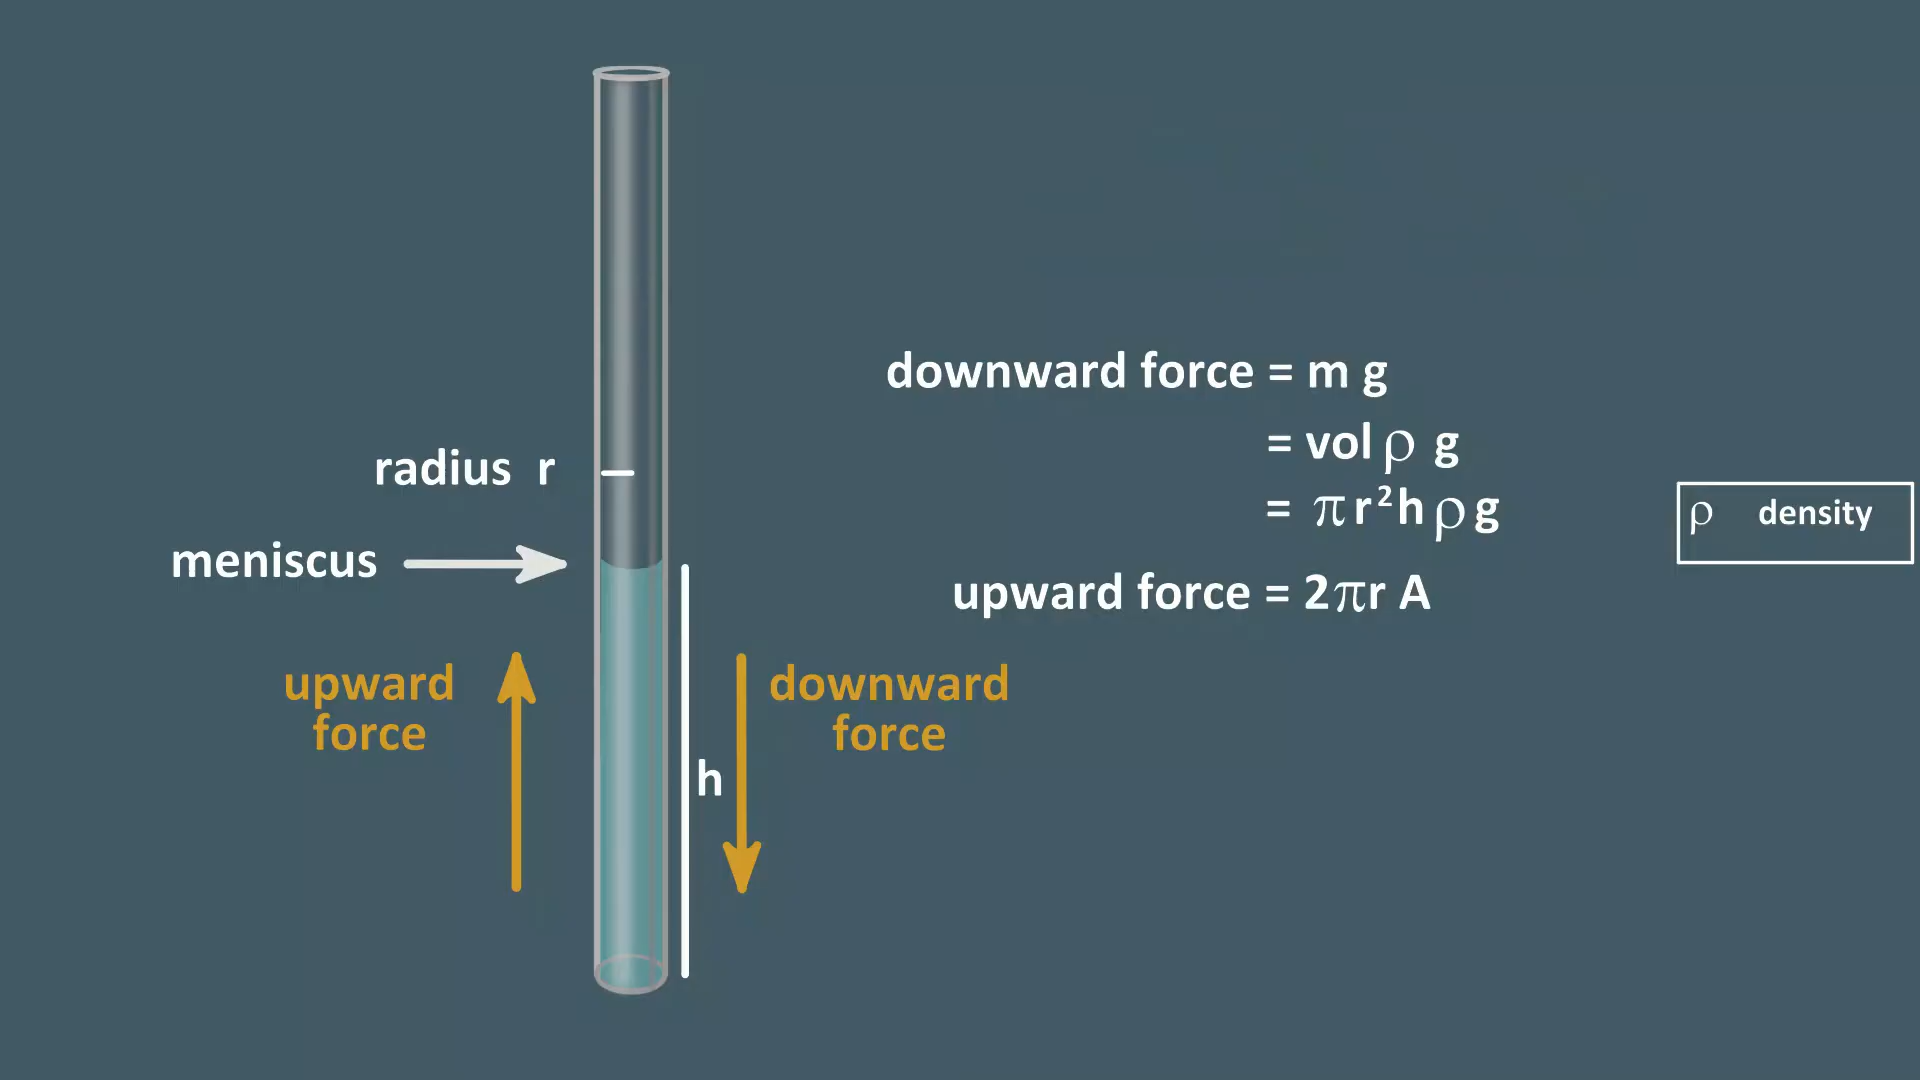 downward force = m g
= vol ρ g
radius r
= π r²h ρ g
ρ density
meniscus
upward force = 2πr A
upward
force
downward
force
h